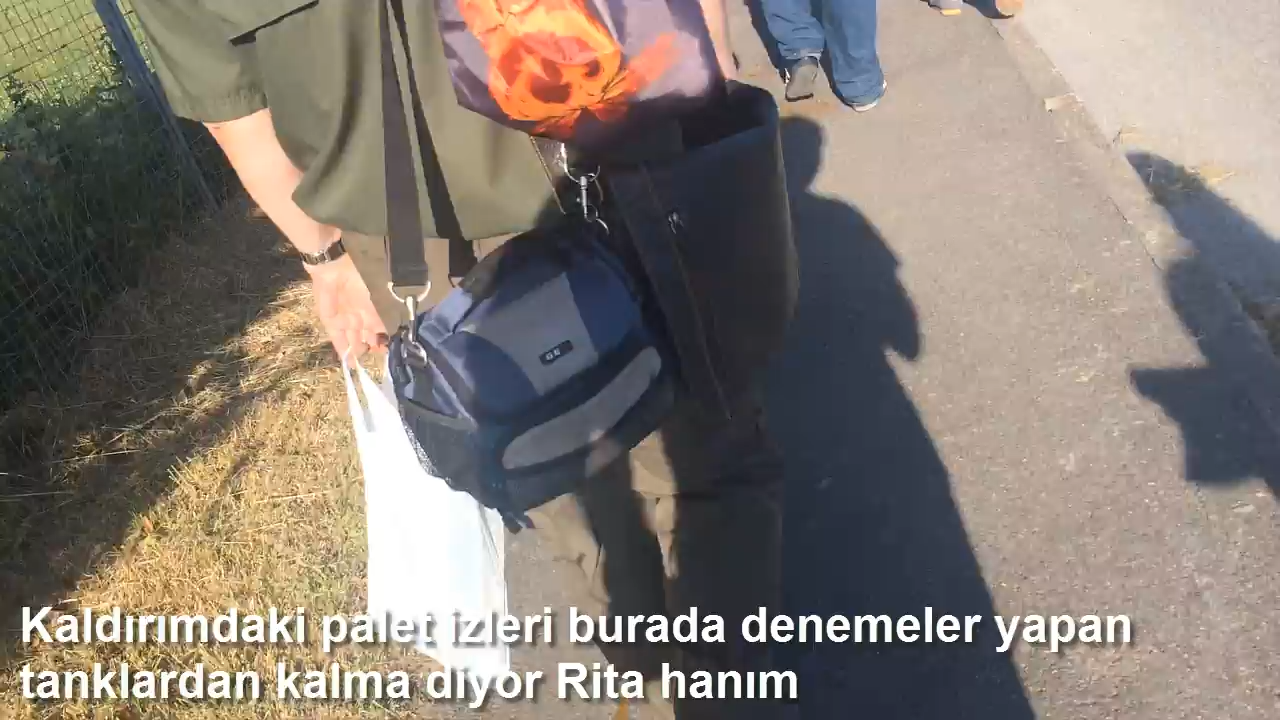 Kaldırımdaki palet izleri burada denemeler yapan
tanklardan kalma diyor Rita hanım